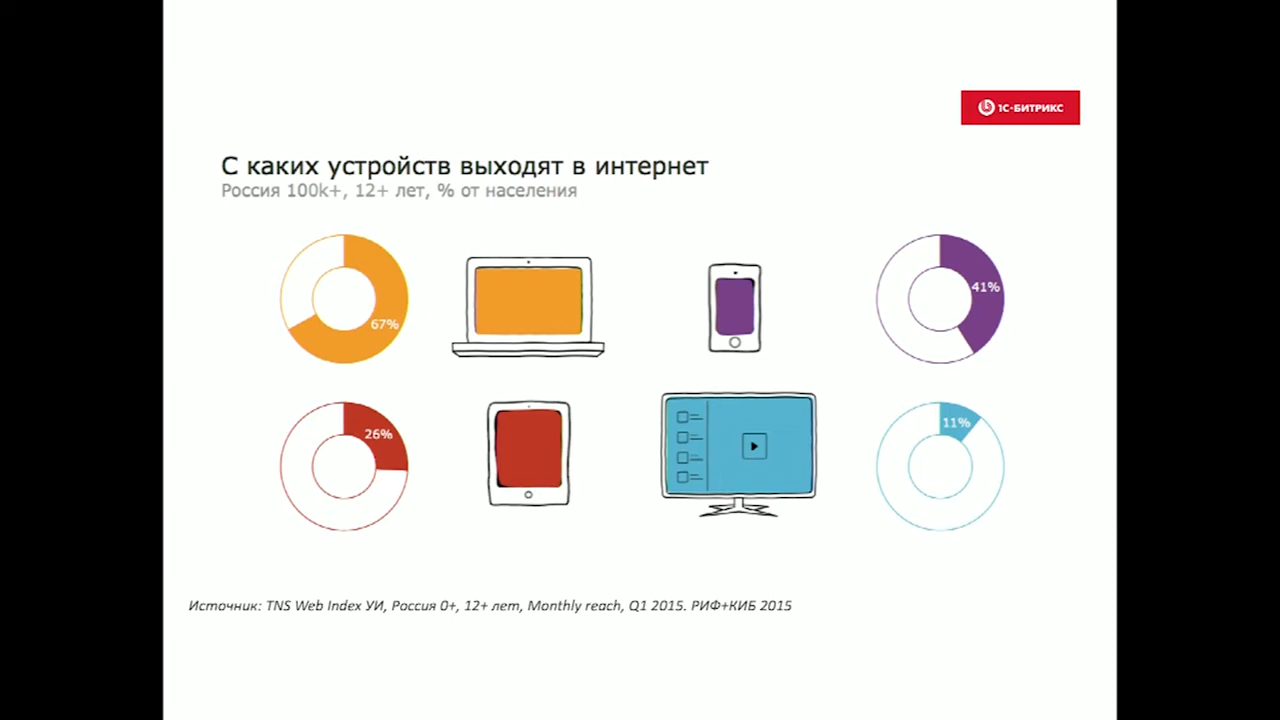 1С-БИТРИКС
С каких устройств выходят в интернет
Россия 100k+, 12+ лет, % от населения
67%
41%
26%
11%
Источник: TNS Web Index УИ, Россия 0+, 12+ лет, Monthly reach, Q1 2015. РИФ+КИБ 2015